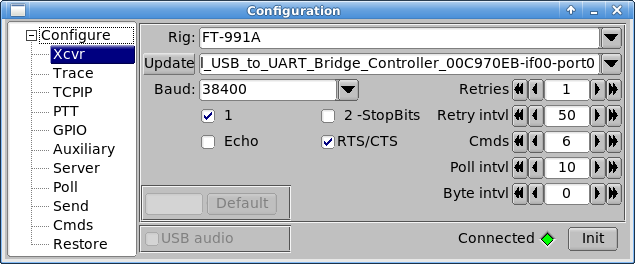 Configuration
Configure
Xcvr
Trace
TCPIP
PTT
GPIO
Auxiliary
Server
Poll
Send
Cmds
Restore
Rig: FT-991A
Update l_USB_to_UART_Bridge_Controller_00C970EB-if00-port0
Baud: 38400 Retries 1
1 2 -StopBits Retry intvl 50
Echo RTS/CTS Cmds 6
Poll intvl 10
Byte intvl 0
Default
USB audio Connected Init